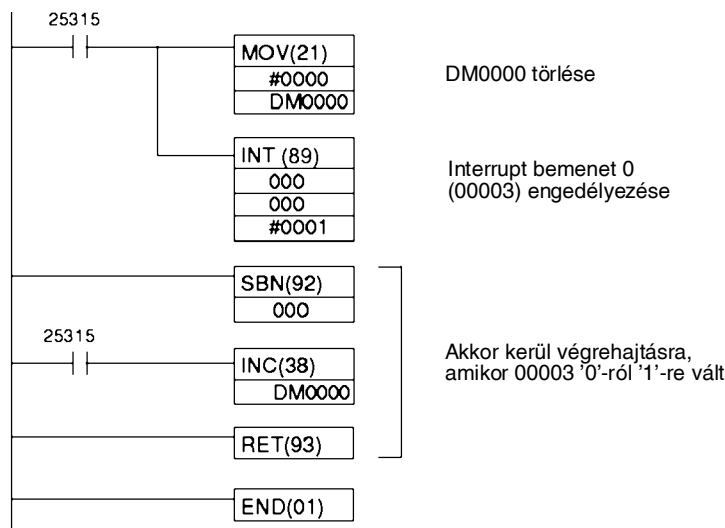 25315
MOV(21)
#0000
DM0000
DM0000 törlése
INT (89)
000
000
#0001
Interrupt bemenet 0
(00003) engedélyezése
SBN(92)
000
25315
INC(38)
DM0000
Akkor kerül végrehajtásra,
amikor 00003 '0'-ról '1'-re vált
RET(93)
END(01)